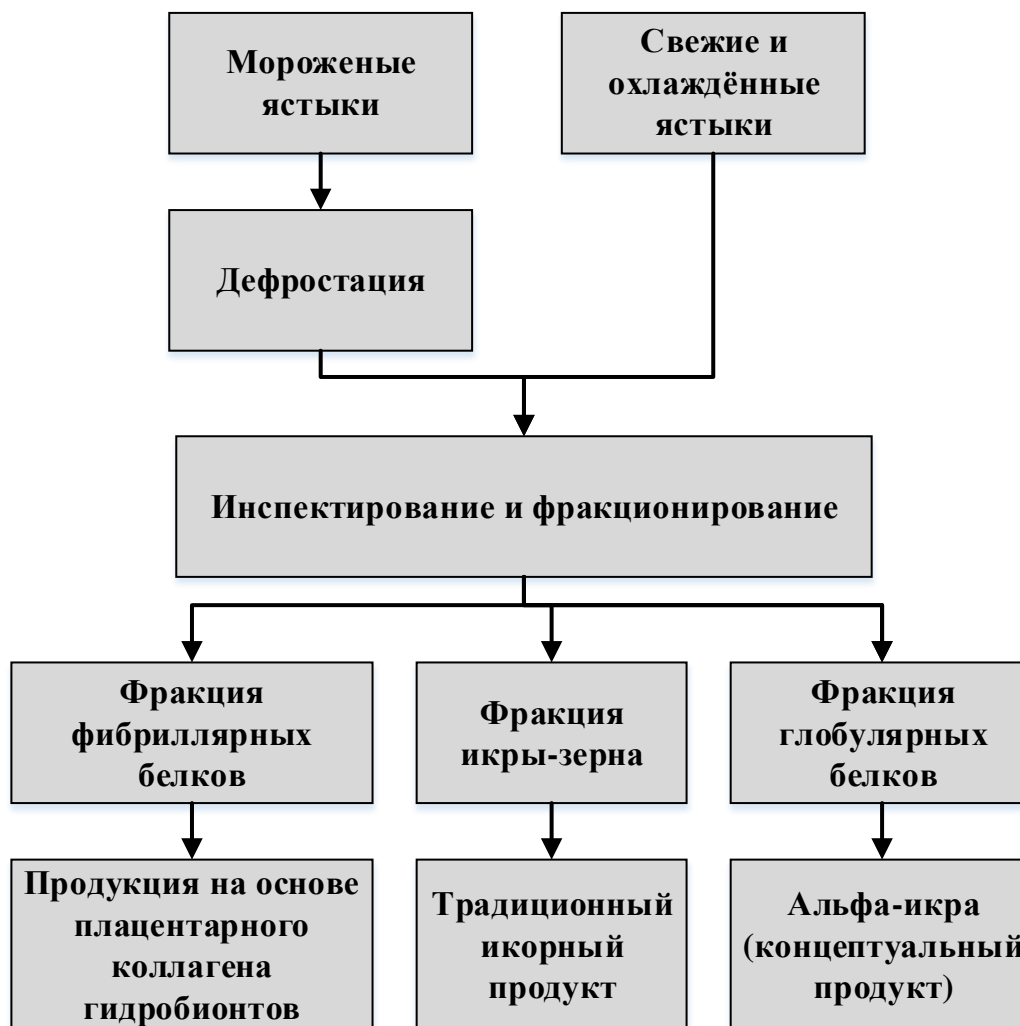 Мороженые
ястыки
Свежие и
охлаждённые
ястыки
Дефростация
Инспектирование и фракционирование
Фракция
фибриллярных
белков
Фракция
икры-зерна
Фракция
глобулярных
белков
Продукция на основе
плацентарного
коллагена
гидробионтов
Традиционный
икорный
продукт
Альфа-икра
(концептуальный
продукт)